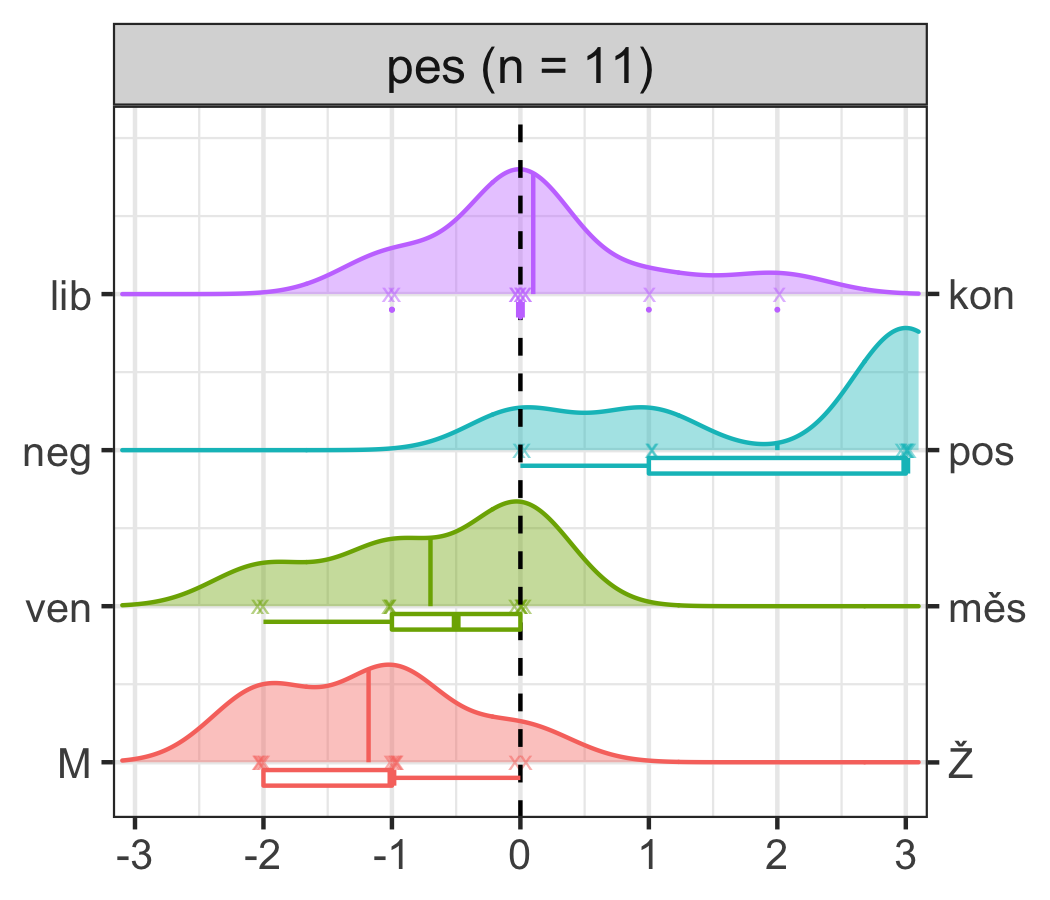 pes (n = 11)
lib kon
neg pos
ven měs
M Ž
-3 -2 -1 0 1 2 3